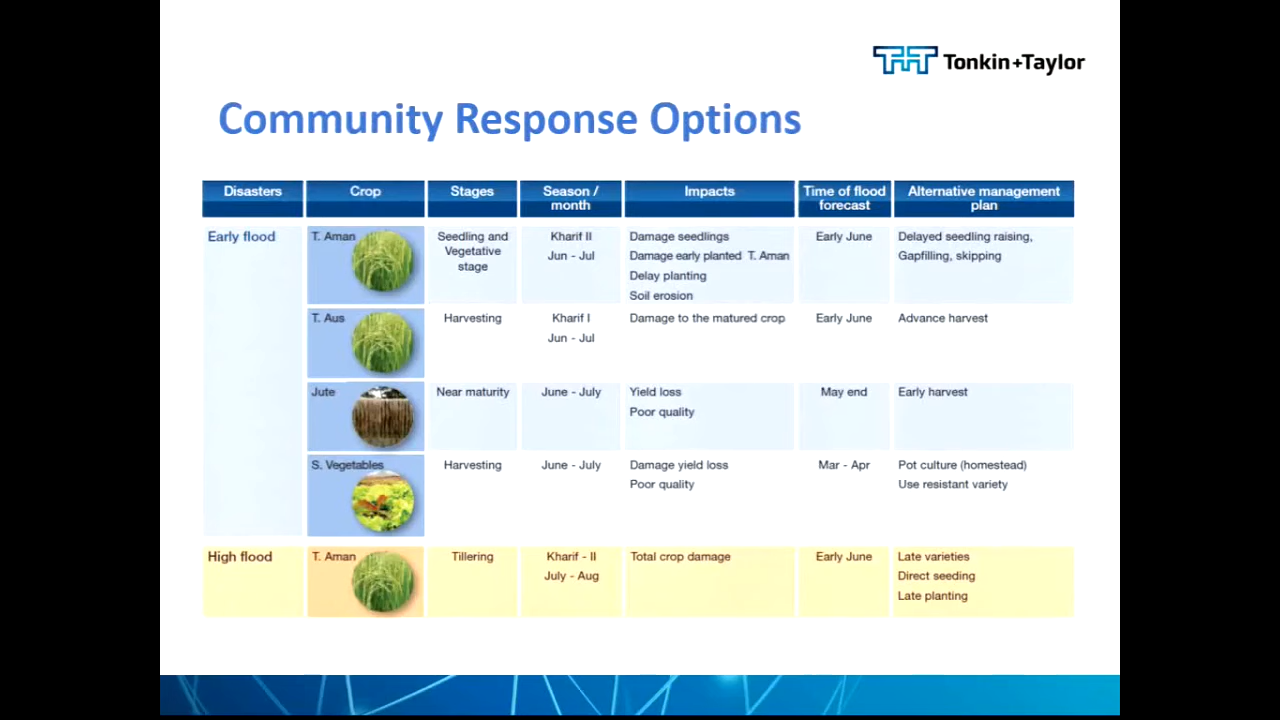 Tonkin+Taylor
Community Response Options
Disasters
Crop
Stages
Season /
month
Impacts
Time of flood
forecast
Alternative management
plan
Early flood
T. Aman
Seedling and
Vegetative
stage
Kharif II
Jun - Jul
Damage seedlings
Damage early planted T. Aman
Delay planting
Soil erosion
Early June
Delayed seedling raising,
Gapfilling, skipping
T. Aus
Harvesting
Kharif I
Jun - Jul
Damage to the matured crop
Early June
Advance harvest
Jute
Near maturity
June - July
Yield loss
Poor quality
May end
Early harvest
S. Vegetables
Harvesting
June - July
Damage yield loss
Poor quality
Mar - Apr
Pot culture (homestead)
Use resistant variety
High flood
T. Aman
Tillering
Kharif - II
July - Aug
Total crop damage
Early June
Late varieties
Direct seeding
Late planting